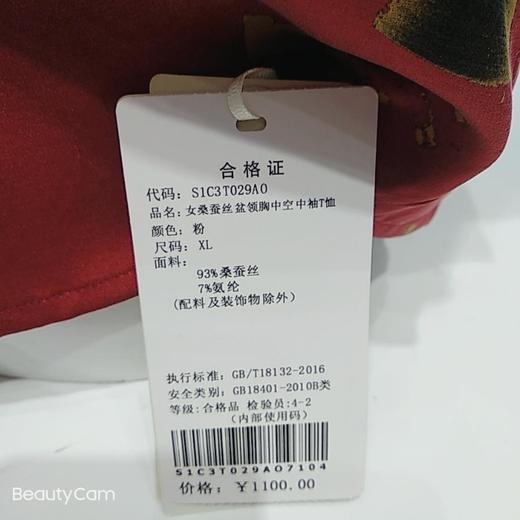 合格证
代码: S1C3T029A0
品名: 女桑蚕丝盆领胸中空中袖T恤
颜色: 粉
尺码: XL
面料:
93%桑蚕丝
7%氨纶
(配料及装饰物除外)
执行标准: GB/T18132-2016
安全类别: GB18401-2010B类
等级:合格品 检验员:4-2
(内部使用码)
S1C3T029A07104
价格: ¥1100.00
BeautyCam